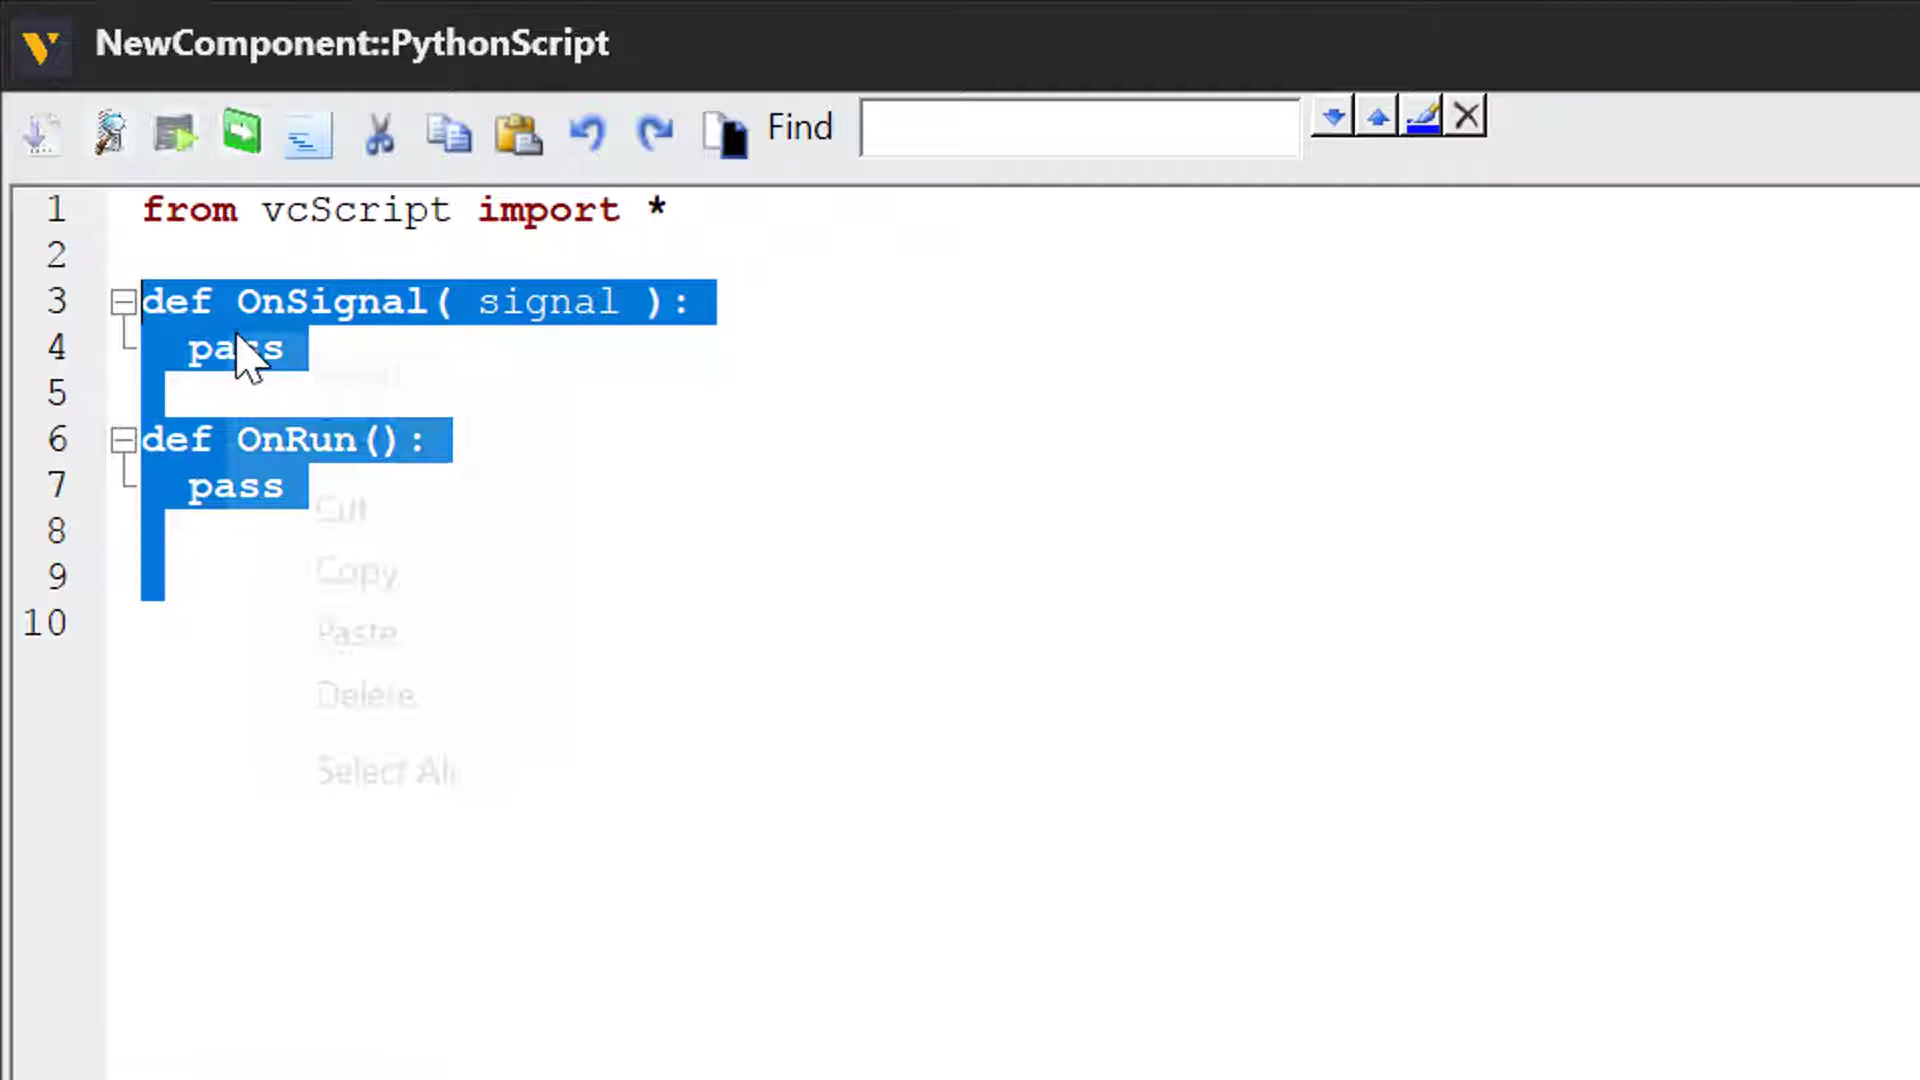 NewComponent::PythonScript
Find
1 from vcScript import *
2
3 def OnSignal( signal ):
4 pass
5
6 def OnRun():
7 pass
8
9
10
Cut
Copy
Paste
Delete
Select All